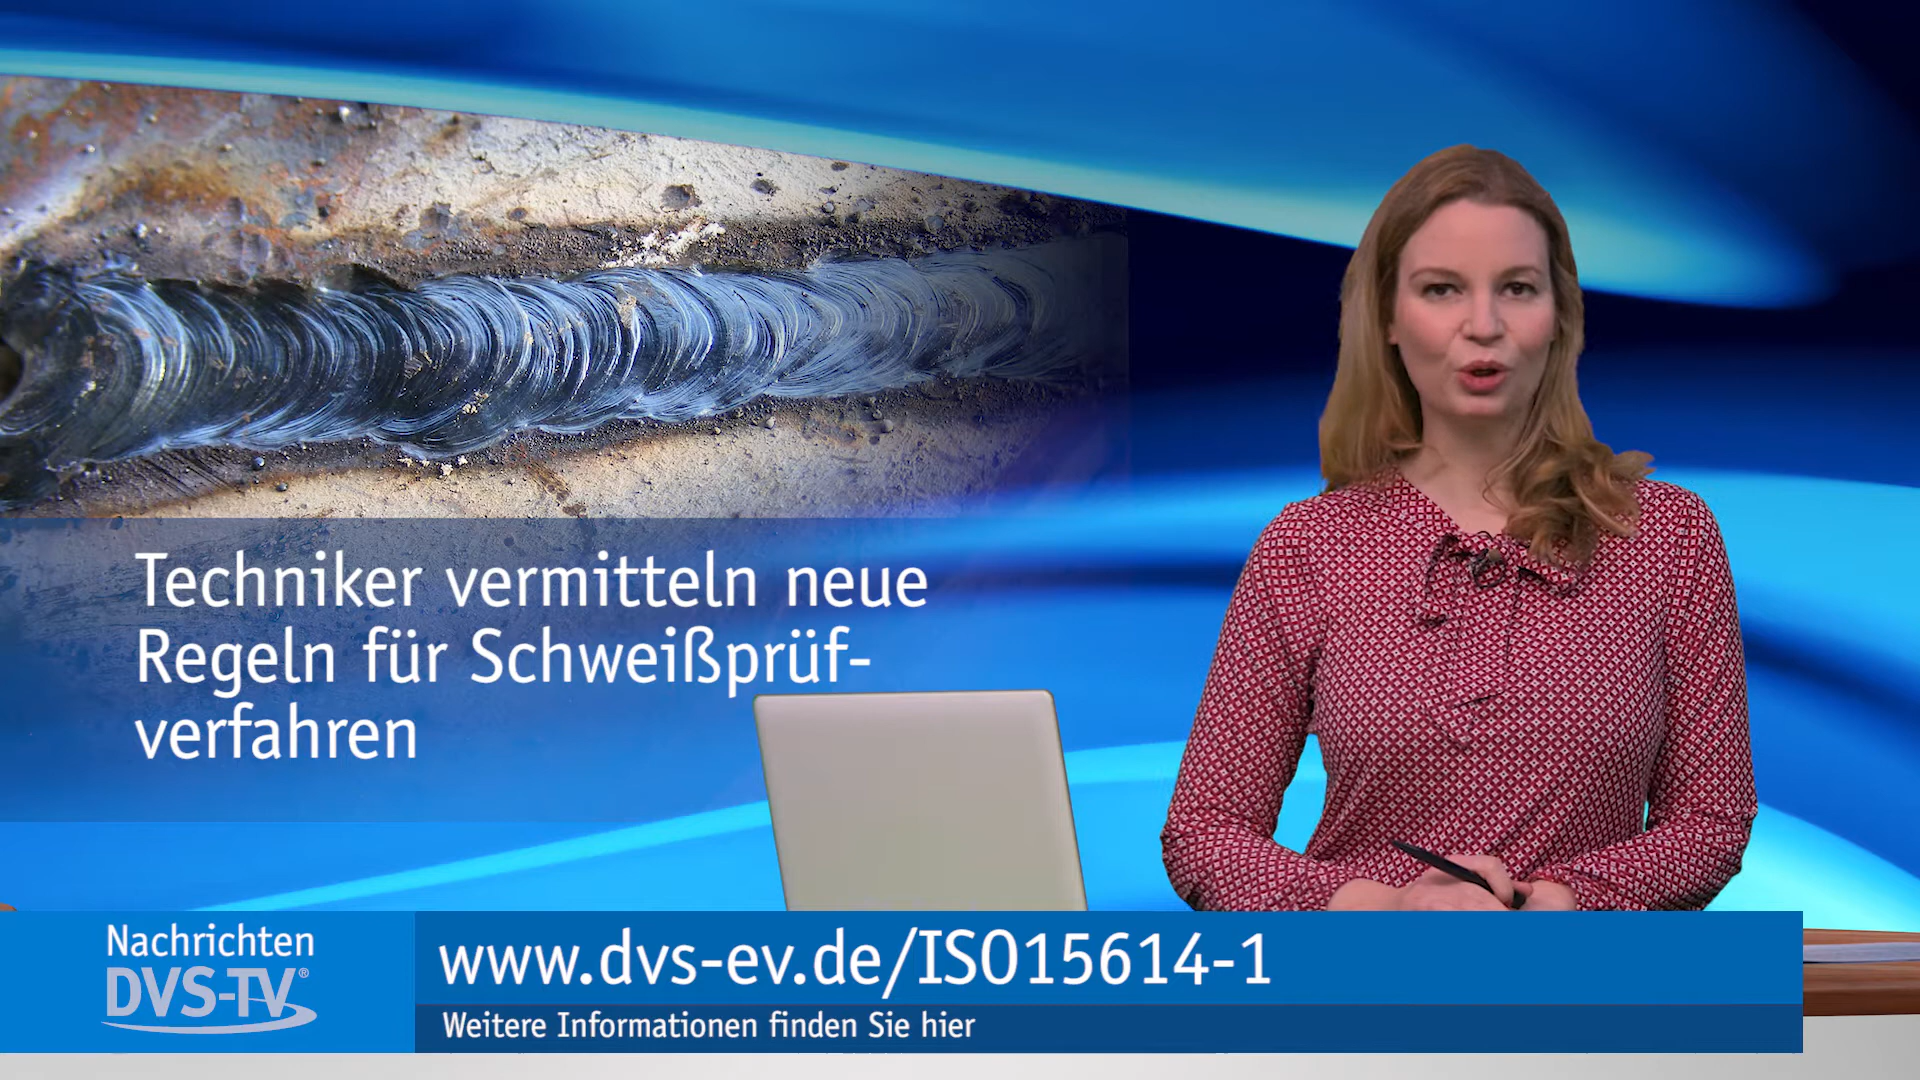 Techniker vermitteln neue
Regeln für Schweißprüf-
verfahren
Nachrichten
DVS-TV®
www.dvs-ev.de/ISO15614-1
Weitere Informationen finden Sie hier